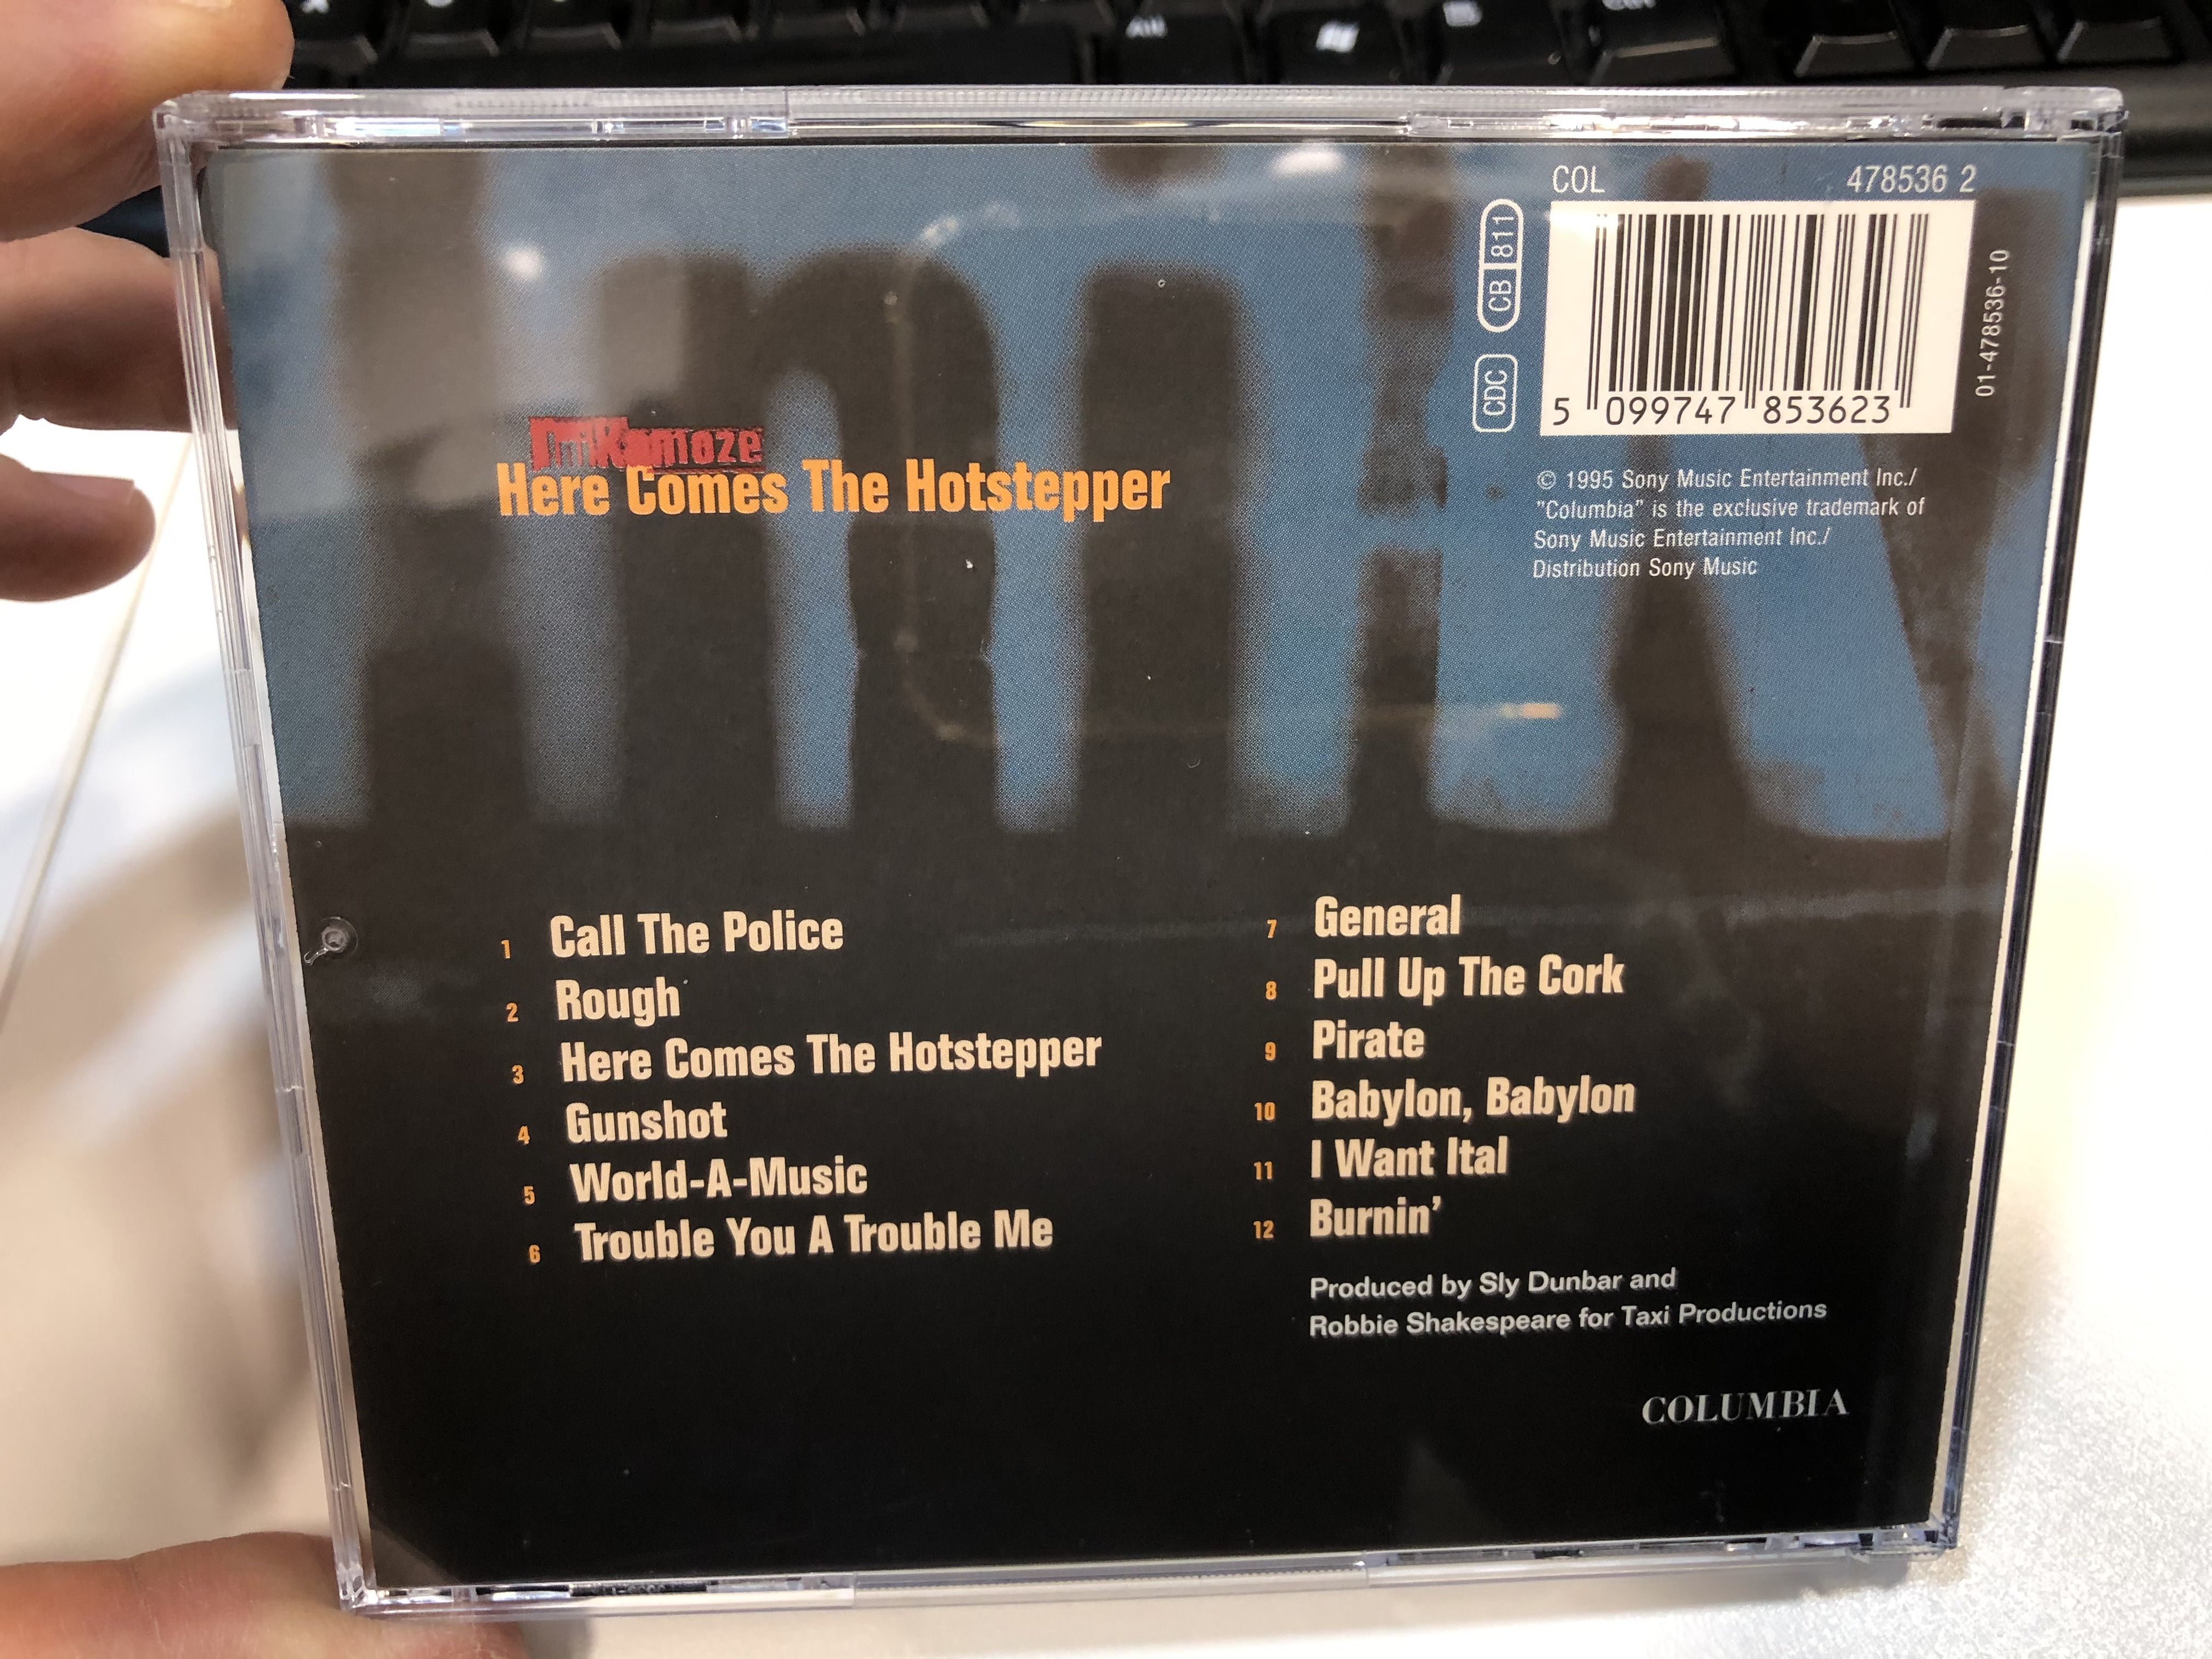 COL 478536 2
CB 811
CDC
5 099747 853623
01-478536-10
iniKamoze
Here Comes The Hotstepper
© 1995 Sony Music Entertainment Inc./
"Columbia" is the exclusive trademark of
Sony Music Entertainment Inc./
Distribution Sony Music
1 Call The Police
2 Rough
3 Here Comes The Hotstepper
4 Gunshot
5 World-A-Music
6 Trouble You A Trouble Me
7 General
8 Pull Up The Cork
9 Pirate
10 Babylon, Babylon
11 I Want Ital
12 Burnin'
Produced by Sly Dunbar and
Robbie Shakespeare for Taxi Productions
COLUMBIA